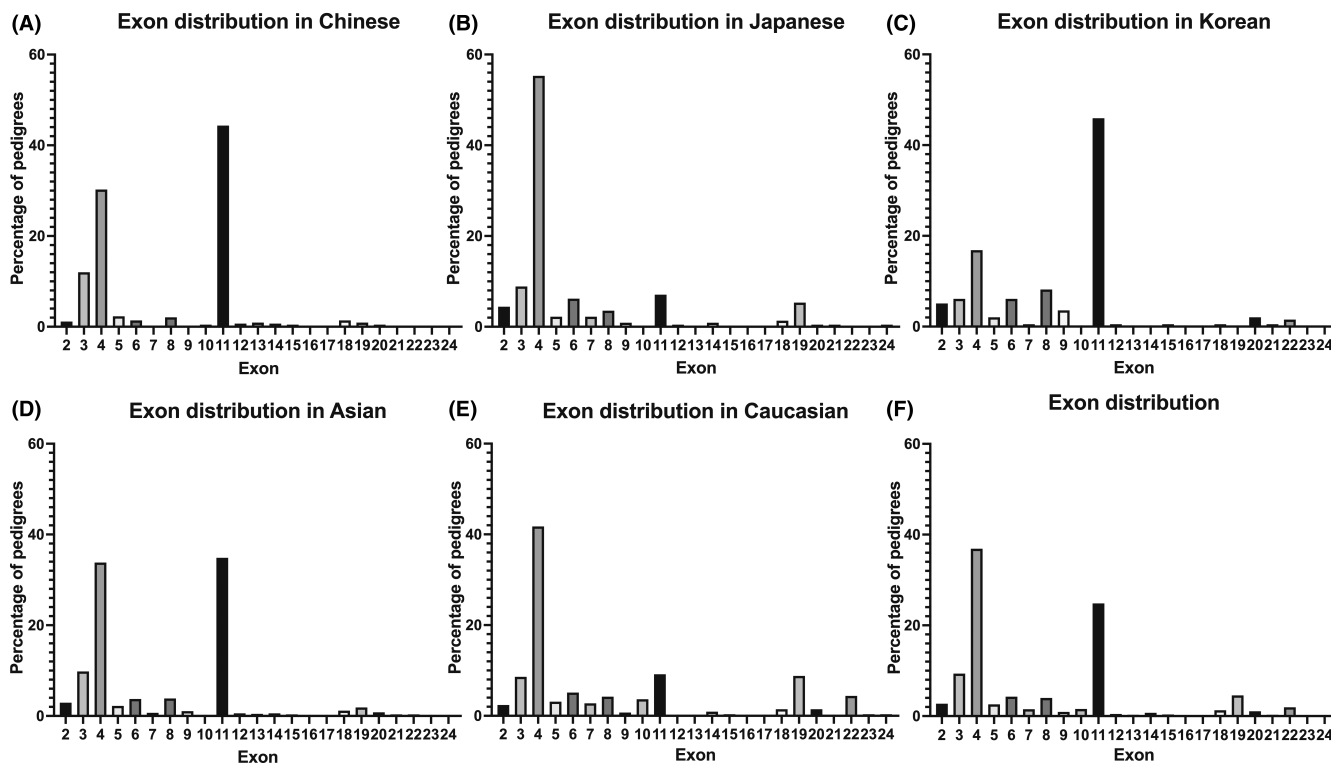 (A) Exon distribution in Chinese
Percentage of pedigrees
60
40
20
0
2 3 4 5 6 7 8 9 10 11 12 13 14 15 16 17 18 19 20 21 22 23 24
Exon
(B) Exon distribution in Japanese
Percentage of pedigrees
60
40
20
0
2 3 4 5 6 7 8 9 10 11 12 13 14 15 16 17 18 19 20 21 22 23 24
Exon
(C) Exon distribution in Korean
Percentage of pedigrees
60
40
20
0
2 3 4 5 6 7 8 9 10 11 12 13 14 15 16 17 18 19 20 21 22 23 24
Exon
(D) Exon distribution in Asian
Percentage of pedigrees
60
40
20
0
2 3 4 5 6 7 8 9 10 11 12 13 14 15 16 17 18 19 20 21 22 23 24
Exon
(E) Exon distribution in Caucasian
Percentage of pedigrees
60
40
20
0
2 3 4 5 6 7 8 9 10 11 12 13 14 15 16 17 18 19 20 21 22 23 24
Exon
(F) Exon distribution
Percentage of pedigrees
60
40
20
0
2 3 4 5 6 7 8 9 10 11 12 13 14 15 16 17 18 19 20 21 22 23 24
Exon